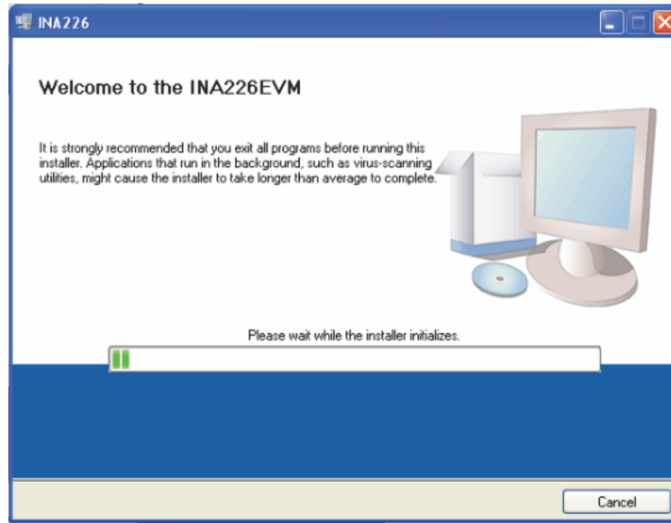 INA226
Welcome to the INA226EVM
It is strongly recommended that you exit all programs before running this
installer. Applications that run in the background, such as virus-scanning
utilities, might cause the installer to take longer than average to complete.
Please wait while the installer initializes.
Cancel